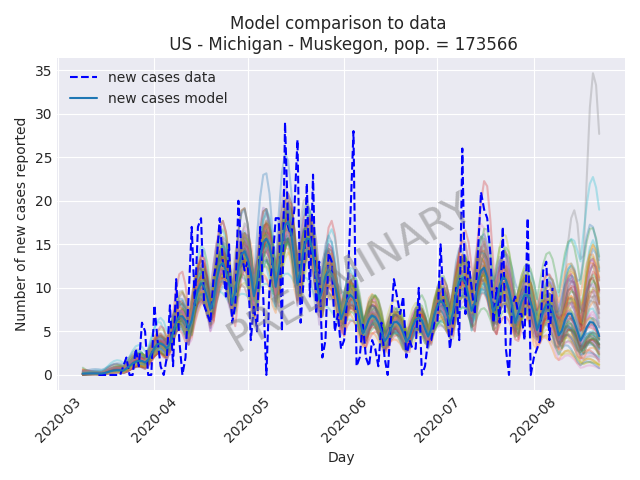 Model comparison to data
US - Michigan - Muskegon, pop. = 173566
new cases data
new cases model
PRELIMINARY
Number of new cases reported
35
30
25
20
15
10
5
0
2020-03
2020-04
2020-05
2020-06
2020-07
2020-08
Day